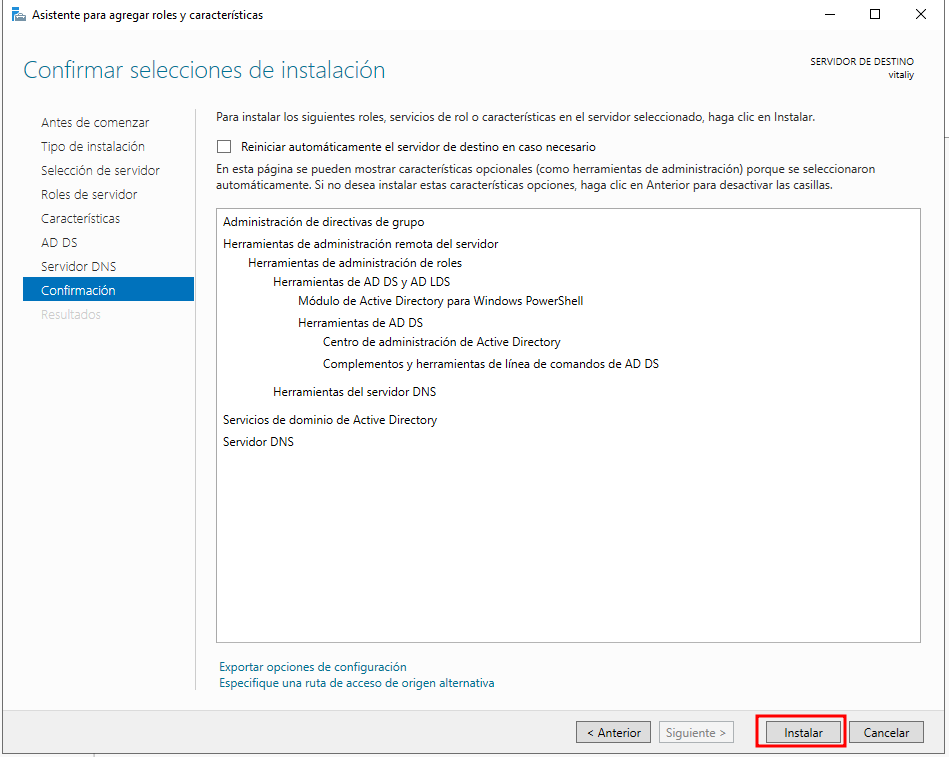 Asistente para agregar roles y características
Confirmar selecciones de instalación
SERVIDOR DE DESTINO
vitaliy
Antes de comenzar
Tipo de instalación
Selección de servidor
Roles de servidor
Características
AD DS
Servidor DNS
Confirmación
Resultados
Para instalar los siguientes roles, servicios de rol o características en el servidor seleccionado, haga clic en Instalar.
Reiniciar automáticamente el servidor de destino en caso necesario
En esta página se pueden mostrar características opcionales (como herramientas de administración) porque se seleccionaron
automáticamente. Si no desea instalar estas características opciones, haga clic en Anterior para desactivar las casillas.
Administración de directivas de grupo
Herramientas de administración remota del servidor
Herramientas de administración de roles
Herramientas de AD DS y AD LDS
Módulo de Active Directory para Windows PowerShell
Herramientas de AD DS
Centro de administración de Active Directory
Complementos y herramientas de línea de comandos de AD DS
Herramientas del servidor DNS
Servicios de dominio de Active Directory
Servidor DNS
Exportar opciones de configuración
Especifique una ruta de acceso de origen alternativa
< Anterior
Siguiente >
Instalar
Cancelar